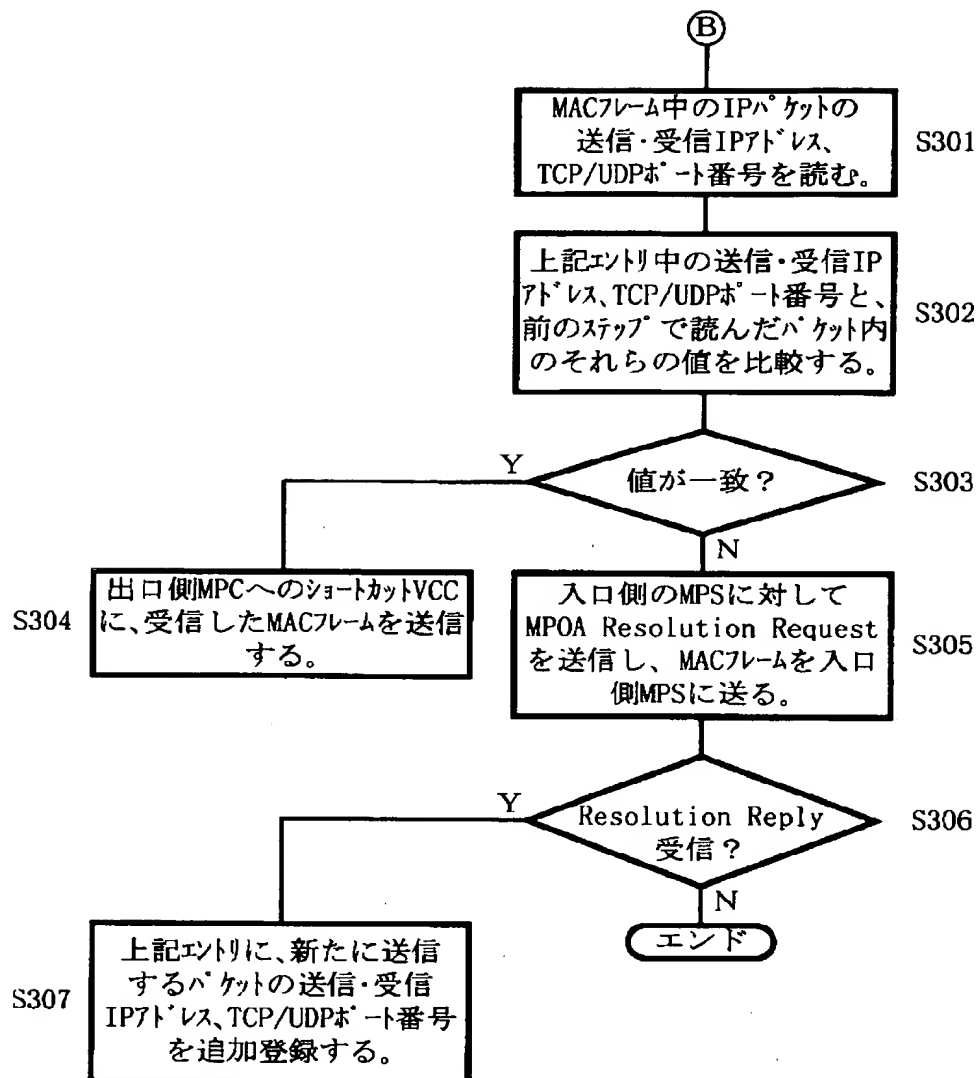 B
MACフレーム中のIPパケットの
送信・受信IPアドレス、
TCP/UDPポート番号を読む。
S301
上記エントリ中の送信・受信IP
アドレス、TCP/UDPポート番号と、
前のステップで読んだパケット内
のそれらの値を比較する。
S302
値が一致?
S303
Y
N
出口側MPCへのショートカットVCC
に、受信したMACフレームを送信
する。
S304
入口側のMPSに対して
MPOA Resolution Request
を送信し、MACフレームを入口
側MPSに送る。
S305
Resolution Reply
受信?
S306
Y
N
エンド
上記エントリに、新たに送信
するパケットの送信・受信
IPアドレス、TCP/UDPポート番号
を追加登録する。
S307